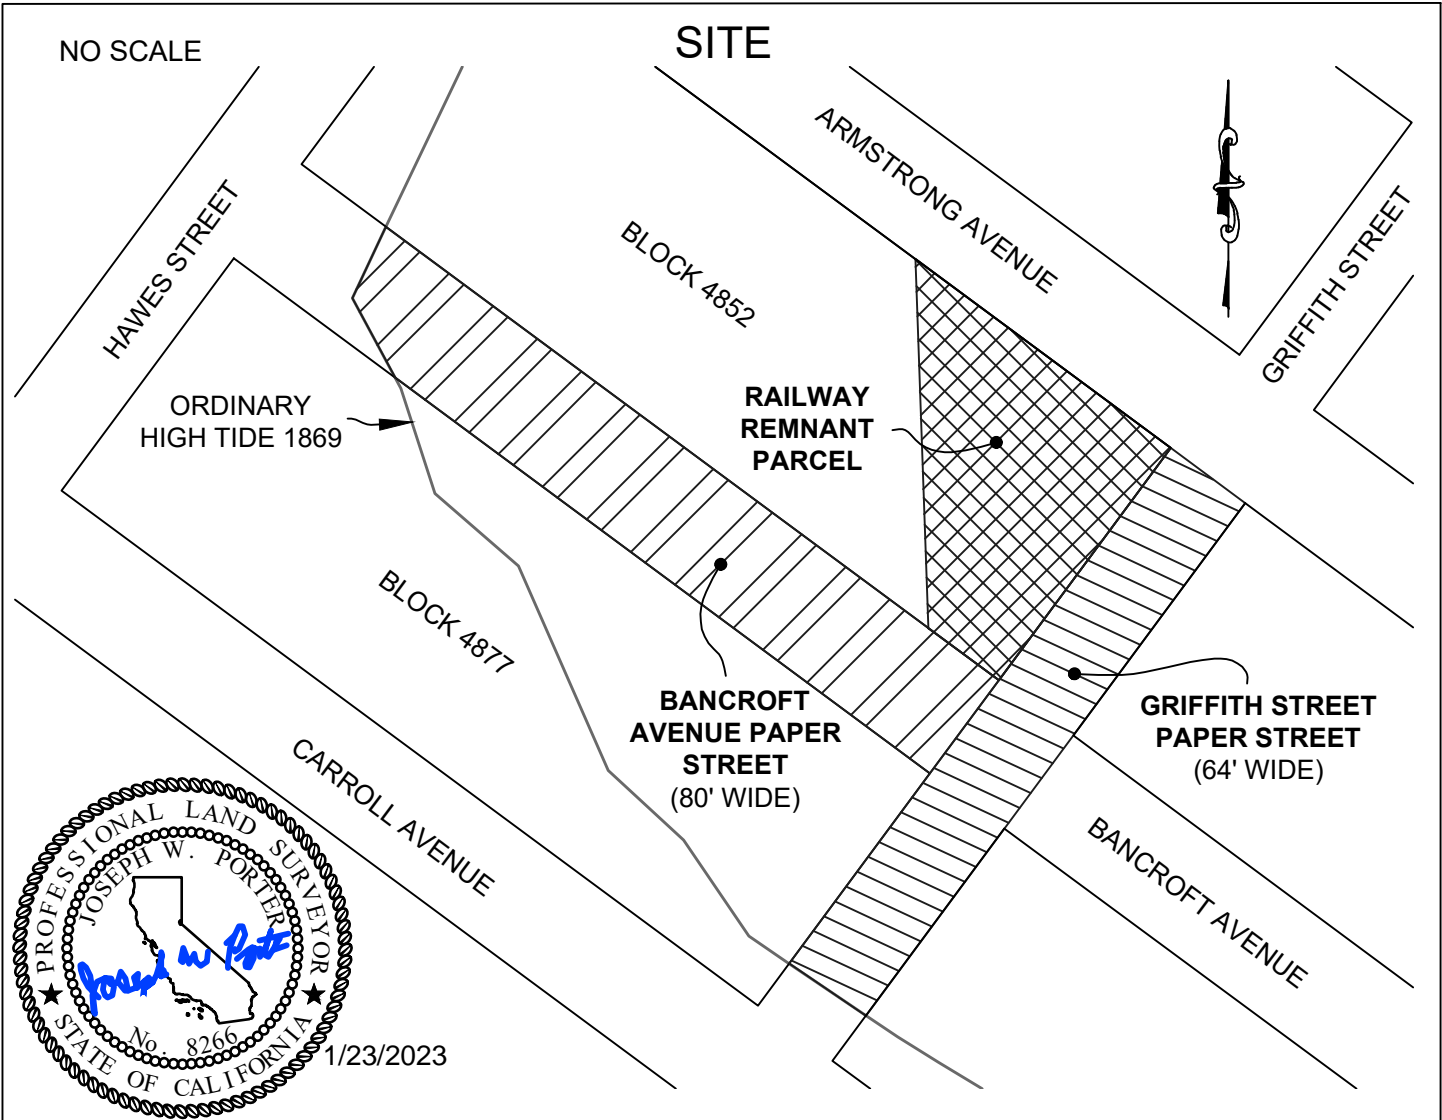 NO SCALE
SITE
ARMSTRONG AVENUE
GRIFFITH STREET
HAWES STREET
BLOCK 4852
ORDINARY
HIGH TIDE 1869
RAILWAY
REMNANT
PARCEL
BLOCK 4877
BANCROFT
AVENUE PAPER
STREET
(80' WIDE)
GRIFFITH STREET
PAPER STREET
(64' WIDE)
CARROLL AVENUE
BANCROFT AVENUE
PROFESSIONAL LAND SURVEYOR
JOSEPH W. PORTER
Joseph W Porter
No. 8266
STATE OF CALIFORNIA
1/23/2023